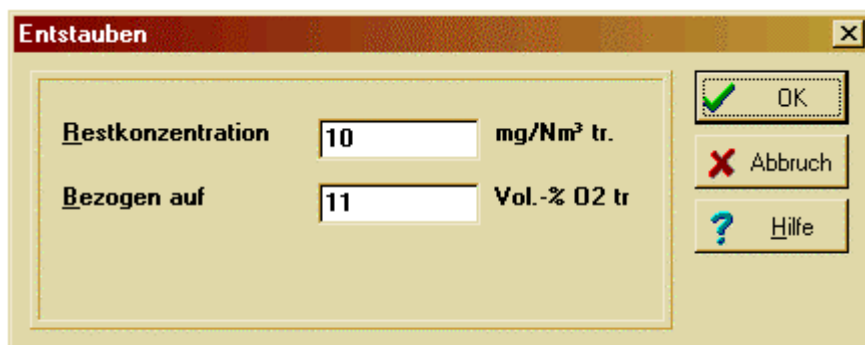 Entstauben
Restkonzentration 10 mg/Nm³ tr.
Bezogen auf 11 Vol.-% O2 tr
OK
Abbruch
Hilfe